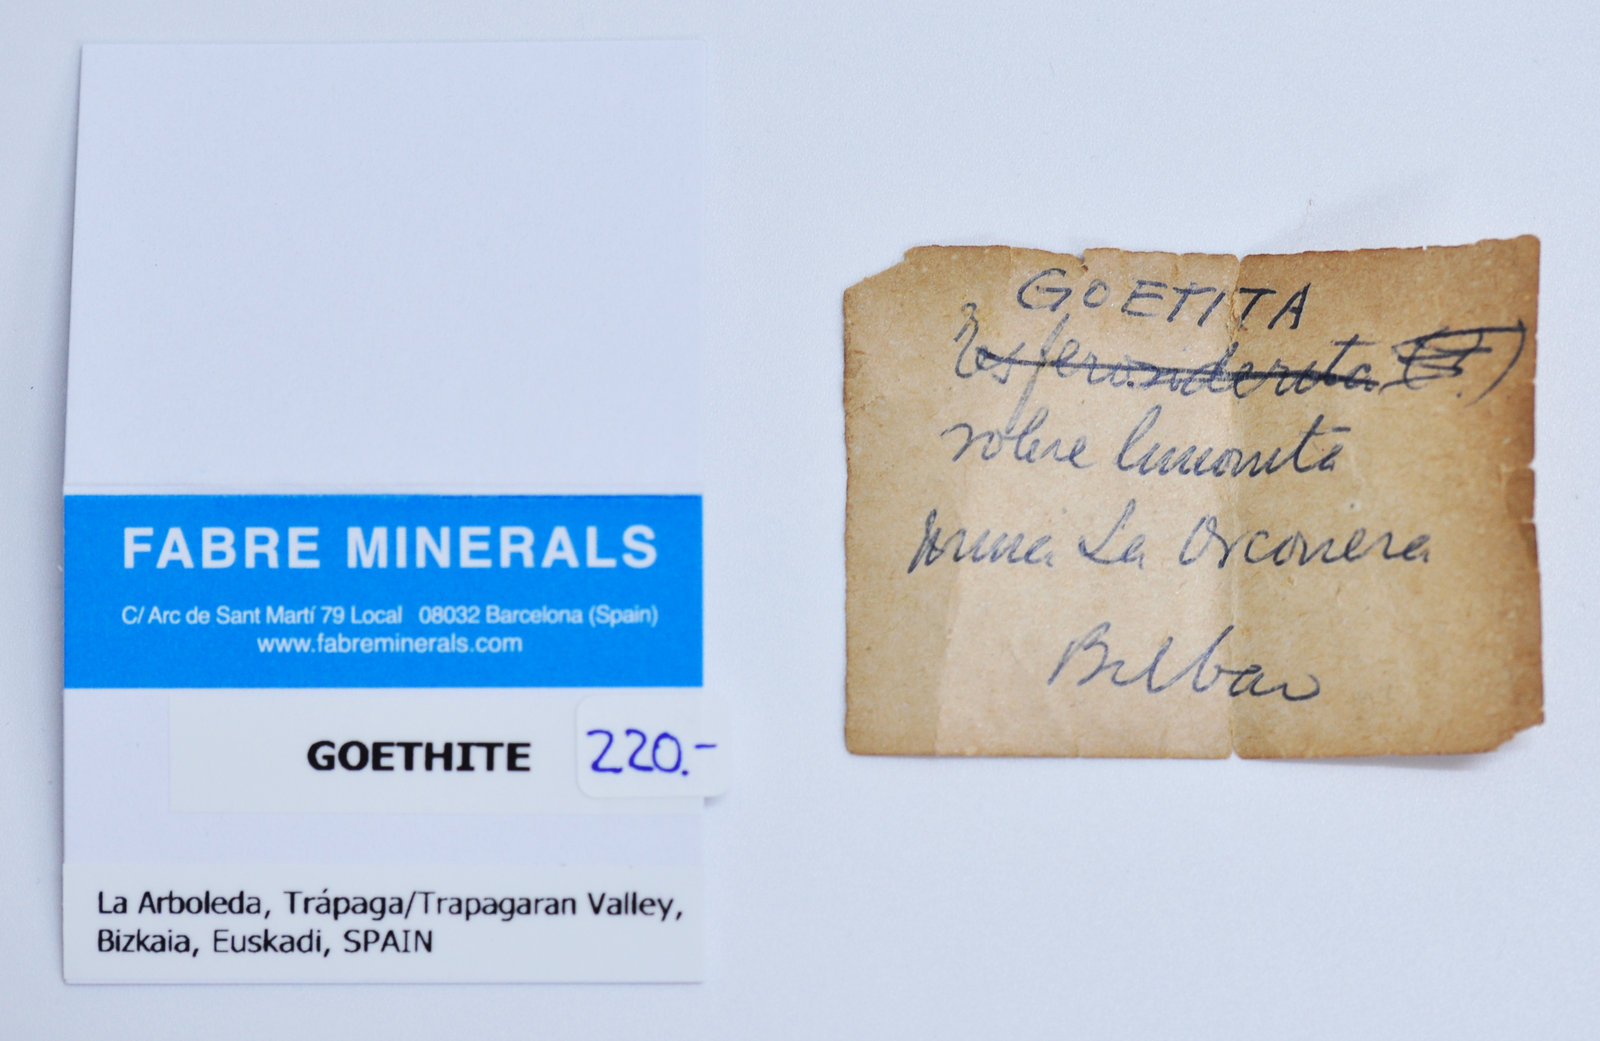 FABRE MINERALS
C/ Arc de Sant Martí 79 Local 08032 Barcelona (Spain)
www.fabreminerals.com
GOETHITE
220.-
La Arboleda, Trápaga/Trapagaran Valley,
Bizkaia, Euskadi, SPAIN
GOETITA
sobre limonita
mina La Orconera
Bilbao